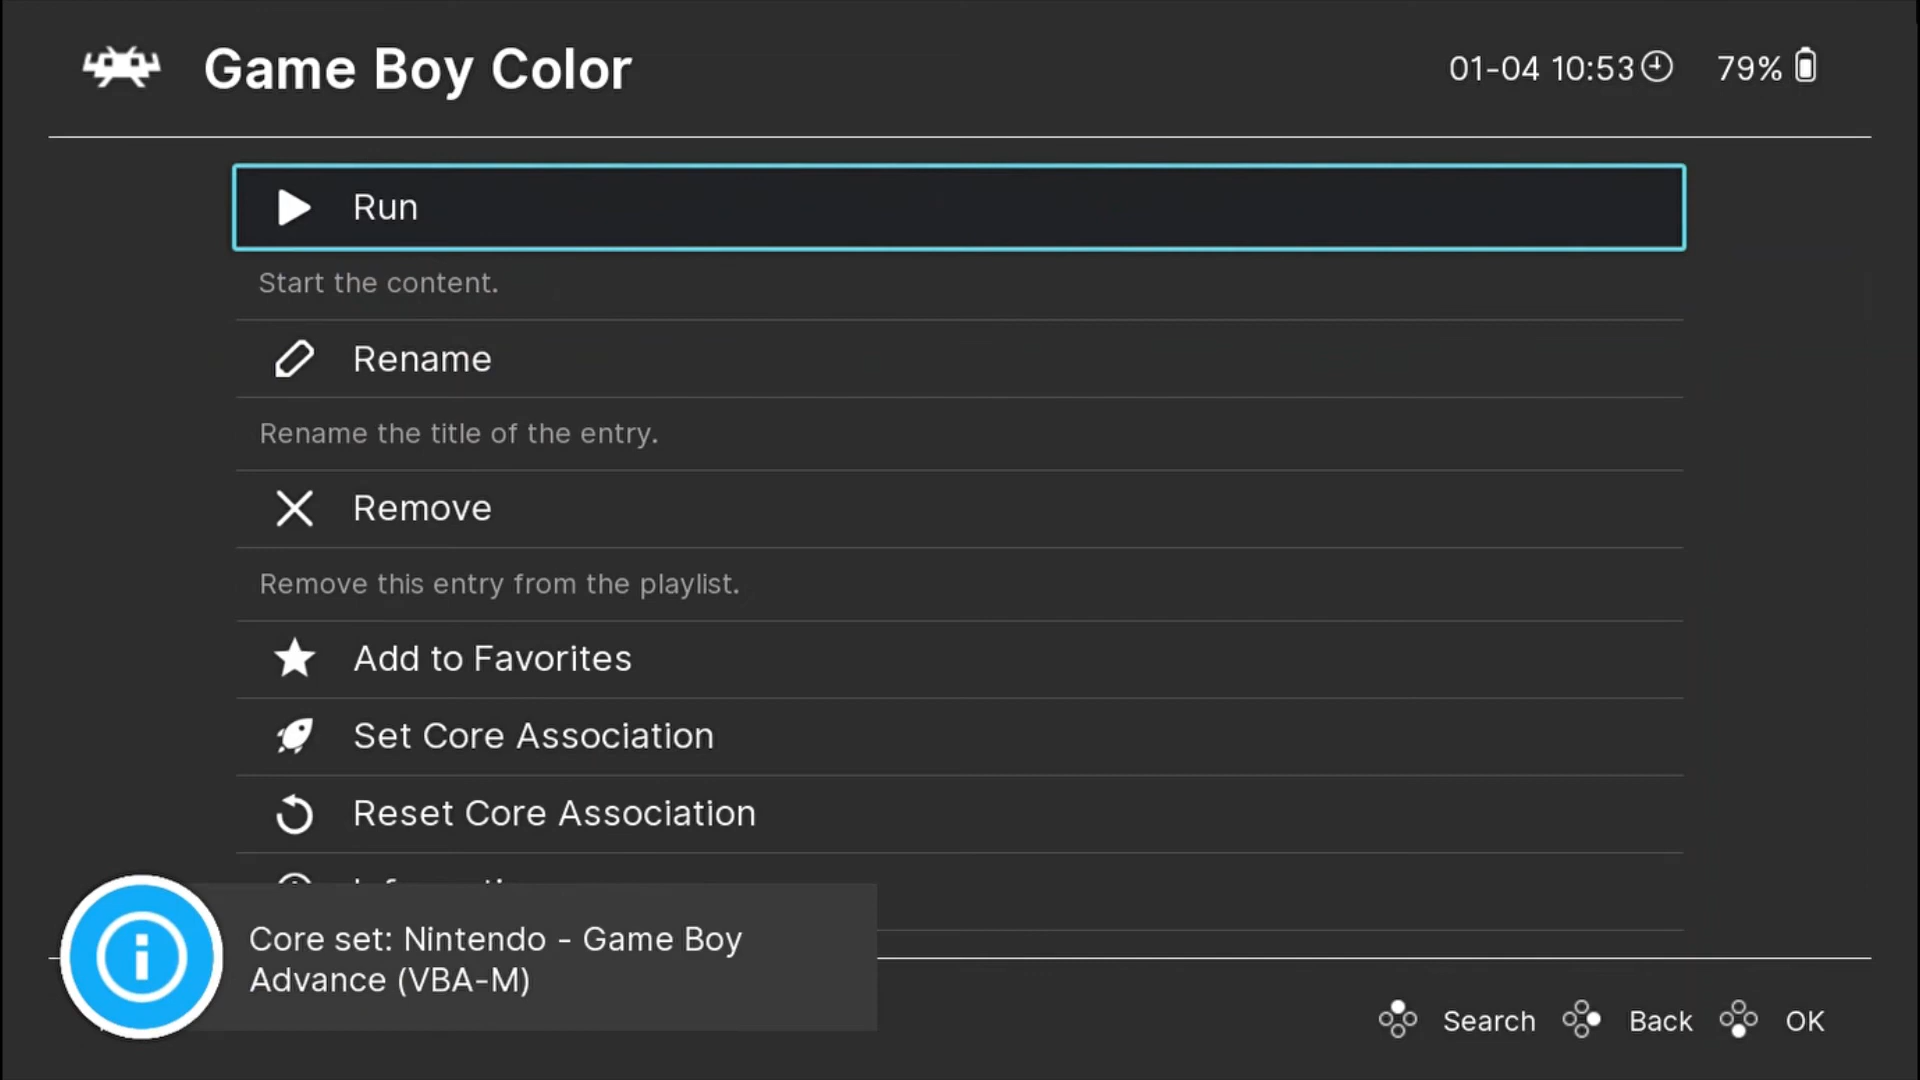 Game Boy Color
01-04 10:53
79%
Run
Start the content.
Rename
Rename the title of the entry.
Remove
Remove this entry from the playlist.
Add to Favorites
Set Core Association
Reset Core Association
Core set: Nintendo - Game Boy
Advance (VBA-M)
Search
Back
OK